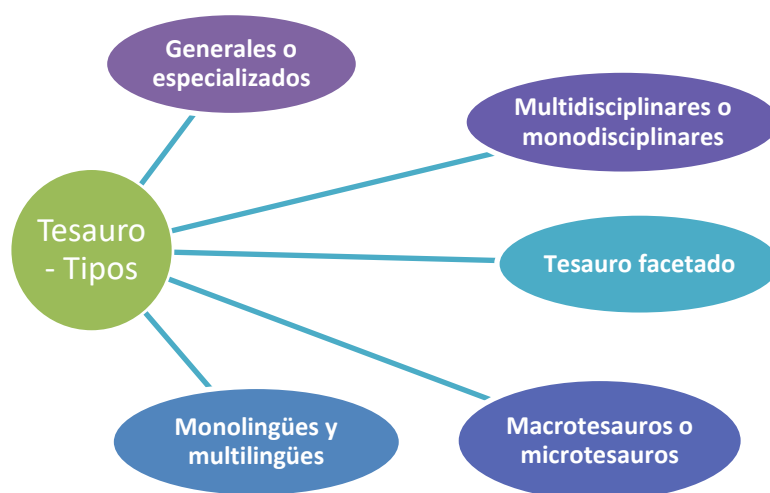 Generales o
especializados
Multidisciplinares o
monodisciplinares
Tesauro
- Tipos
Tesauro facetado
Monolingües y
multilingües
Macrotesauros o
microtesauros